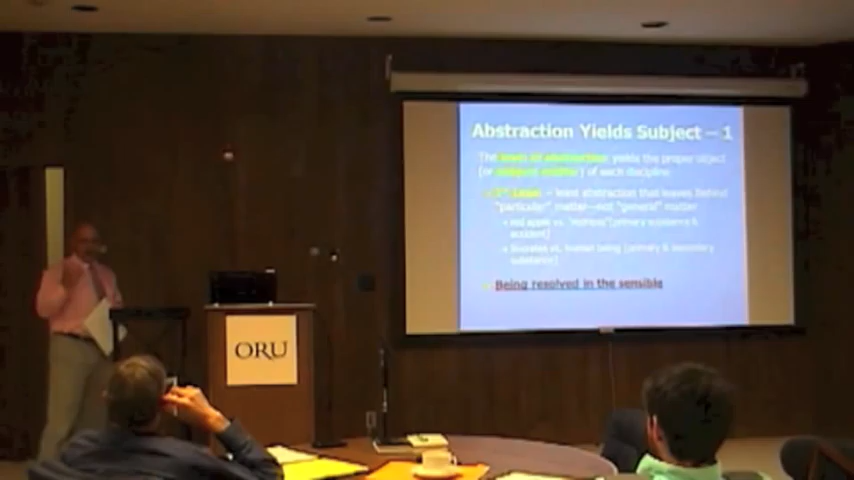 Abstraction Yields Subject – 1
The level of abstraction yields the proper object
(or subject matter) of each discipline
1st Level – least abstraction that leaves behind
"particular" matter—not "general" matter
red apple vs. "redness" (primary substance &
accident)
Socrates vs. human being (primary & secondary
substance)
Being resolved in the sensible
ORU